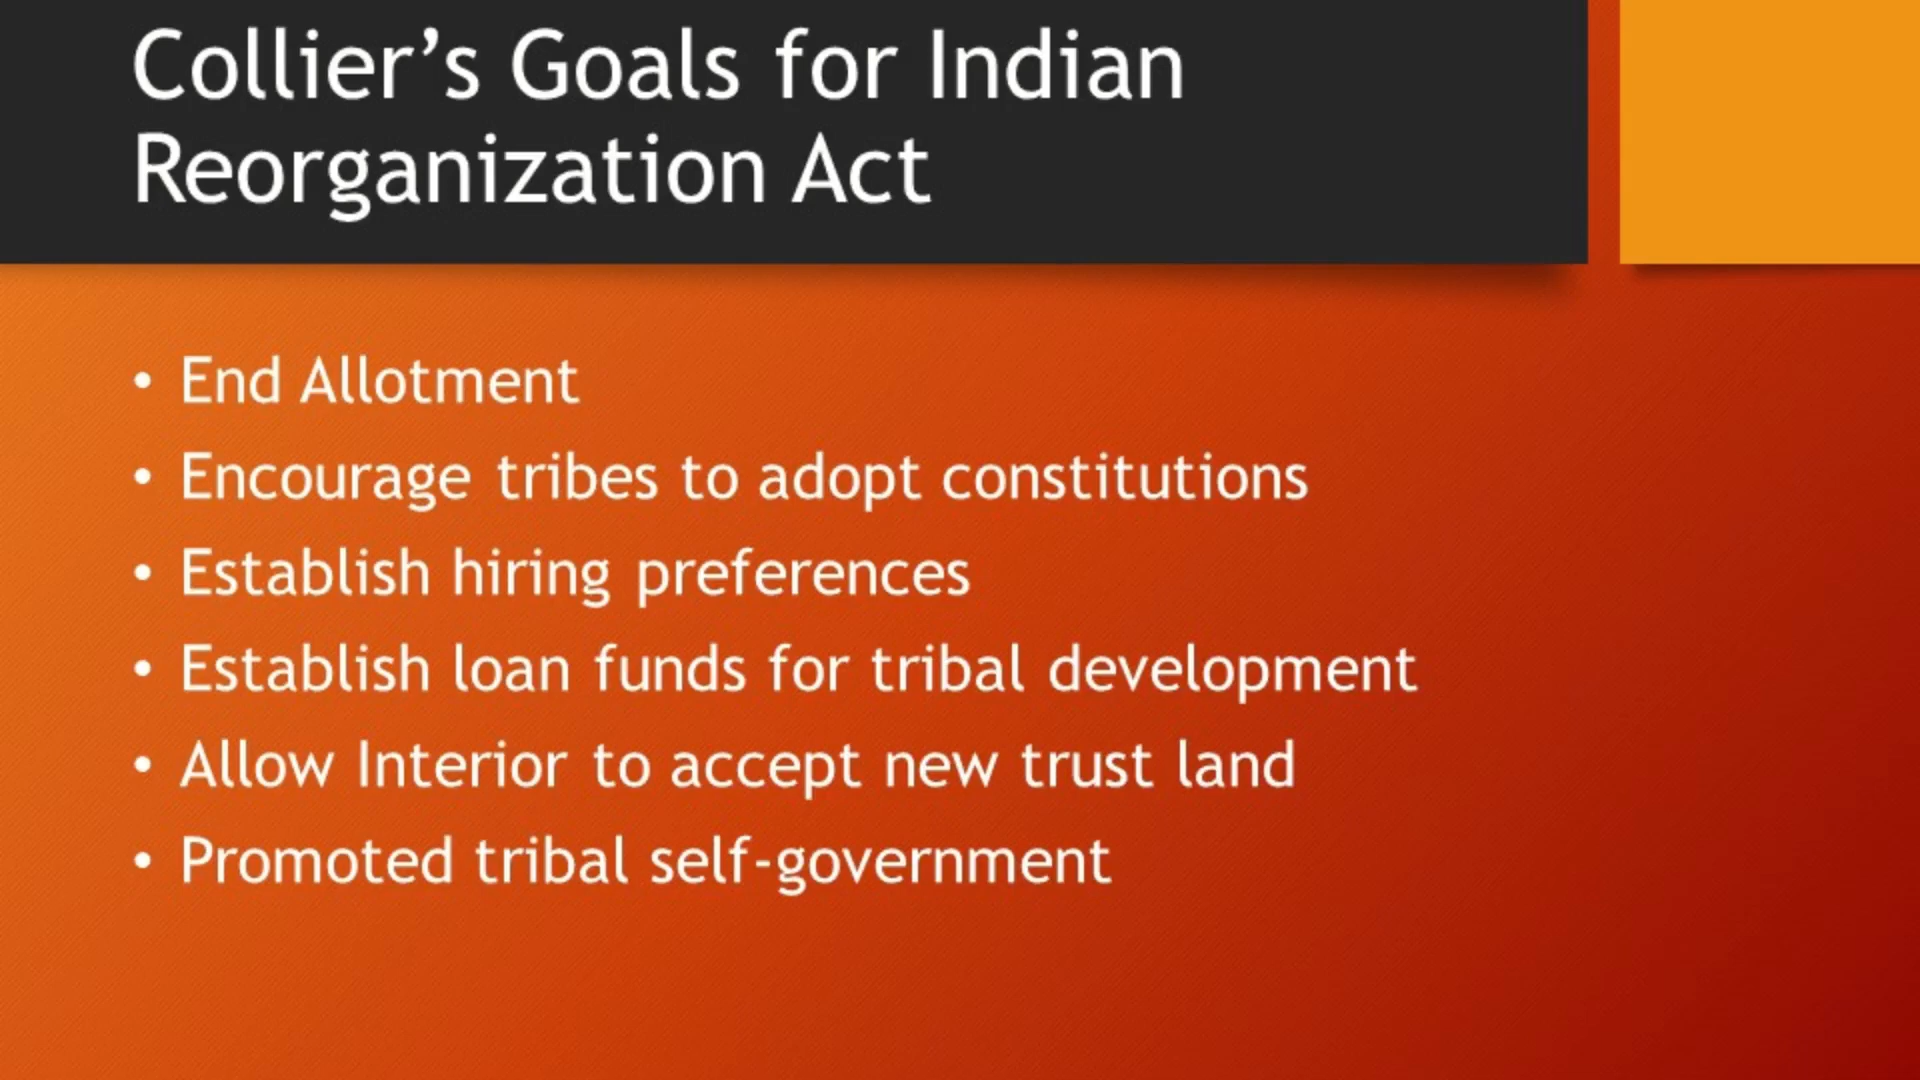 Collier’s Goals for Indian
Reorganization Act
• End Allotment
• Encourage tribes to adopt constitutions
• Establish hiring preferences
• Establish loan funds for tribal development
• Allow Interior to accept new trust land
• Promoted tribal self-government